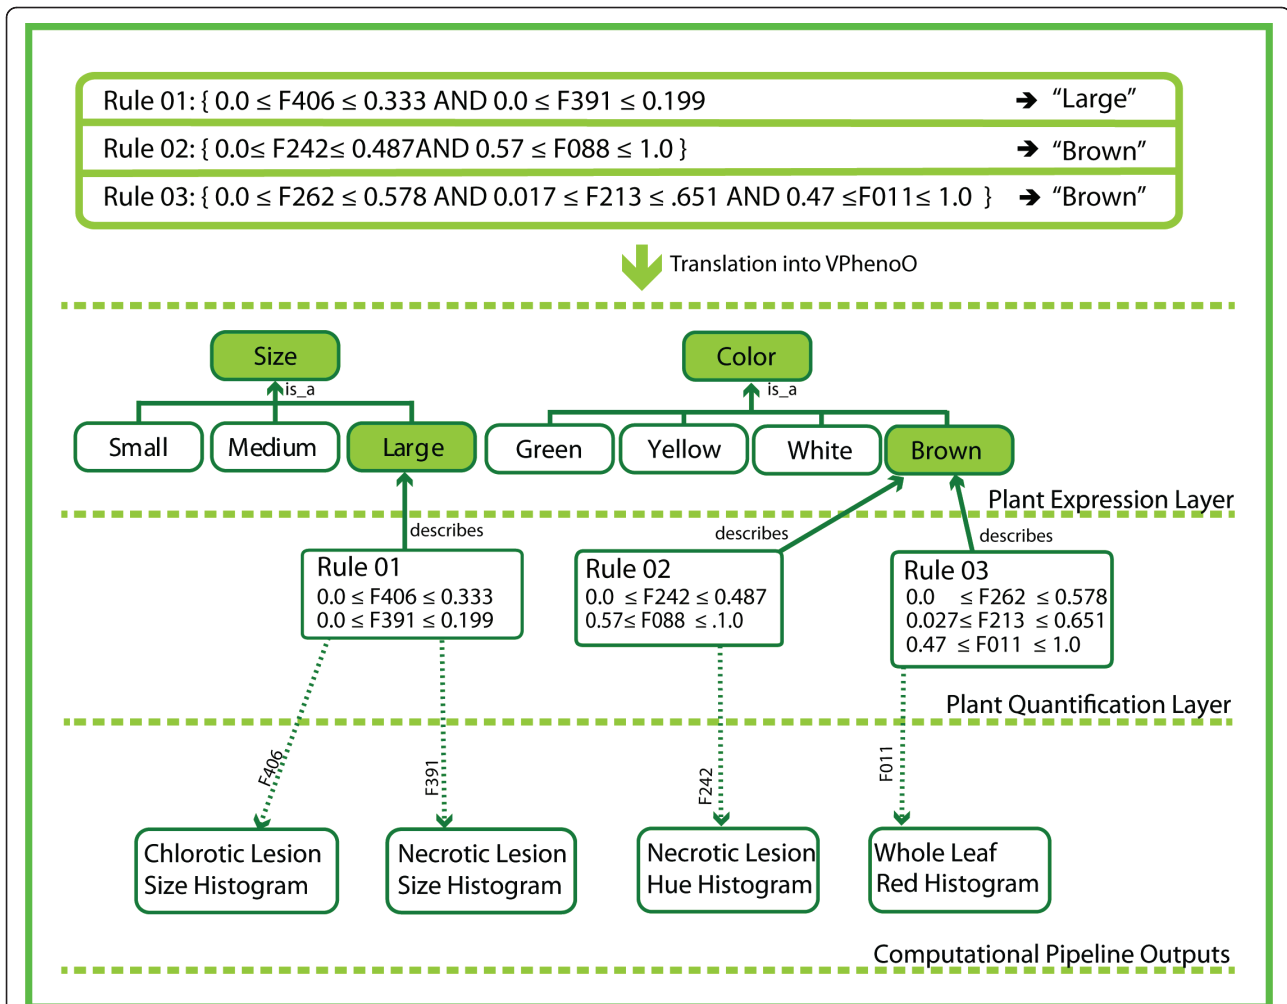 Rule 01: { 0.0 ≤ F406 ≤ 0.333 AND 0.0 ≤ F391 ≤ 0.199 ➔ “Large”
Rule 02: { 0.0≤ F242≤ 0.487AND 0.57 ≤ F088 ≤ 1.0 } ➔ “Brown”
Rule 03: { 0.0 ≤ F262 ≤ 0.578 AND 0.017 ≤ F213 ≤ .651 AND 0.47 ≤F011≤ 1.0 } ➔ “Brown”
Translation into VPhenoO
Size
Color
is_a
is_a
Small
Medium
Large
Green
Yellow
White
Brown
Plant Expression Layer
describes
describes
describes
Rule 01
0.0 ≤ F406 ≤ 0.333
0.0 ≤ F391 ≤ 0.199
Rule 02
0.0 ≤ F242 ≤ 0.487
0.57≤ F088 ≤ .1.0
Rule 03
0.0 ≤ F262 ≤ 0.578
0.027≤ F213 ≤ 0.651
0.47 ≤ F011 ≤ 1.0
Plant Quantification Layer
F406
F391
F242
F011
Chlorotic Lesion
Size Histogram
Necrotic Lesion
Size Histogram
Necrotic Lesion
Hue Histogram
Whole Leaf
Red Histogram
Computational Pipeline Outputs